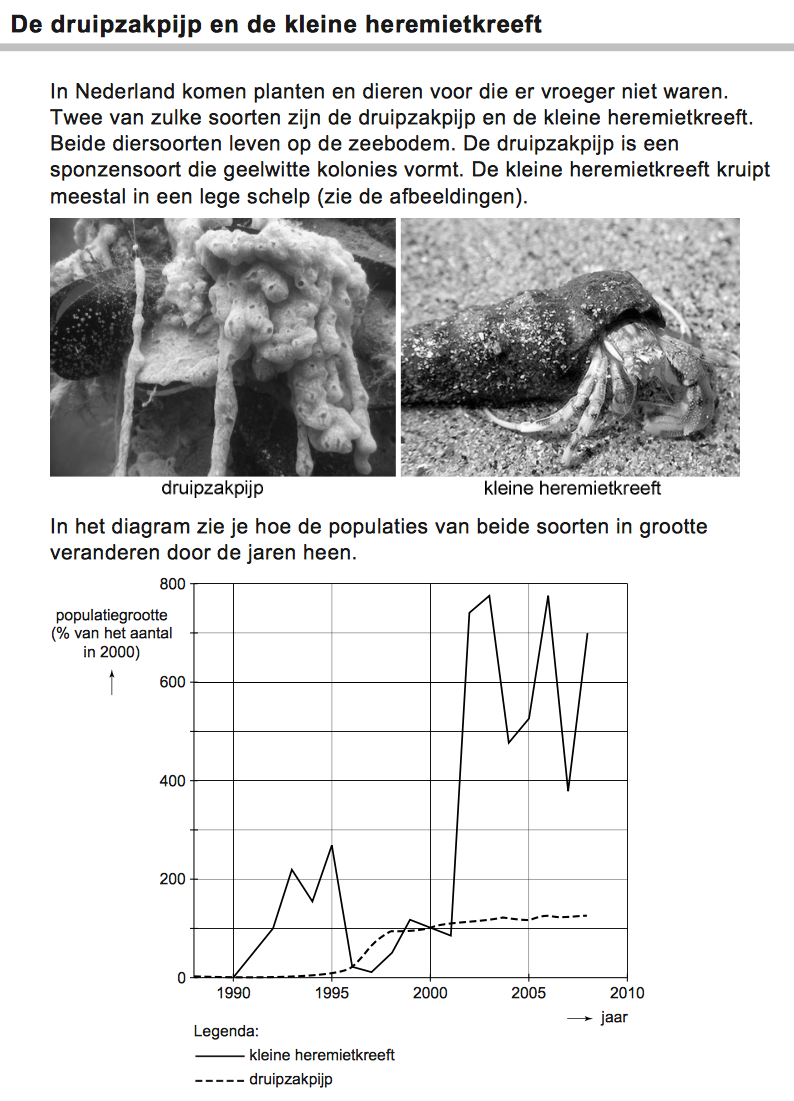 De druipzakpijp en de kleine heremietkreeft
In Nederland komen planten en dieren voor die er vroeger niet waren.
Twee van zulke soorten zijn de druipzakpijp en de kleine heremietkreeft.
Beide diersoorten leven op de zeebodem. De druipzakpijp is een
sponzensoort die geelwitte kolonies vormt. De kleine heremietkreeft kruipt
meestal in een lege schelp (zie de afbeeldingen).
druipzakpijp
kleine heremietkreeft
In het diagram zie je hoe de populaties van beide soorten in grootte
veranderen door de jaren heen.
populatiegrootte
(% van het aantal
in 2000)
800
600
400
200
0
1990 1995 2000 2005 2010
jaar
Legenda:
kleine heremietkreeft
druipzakpijp